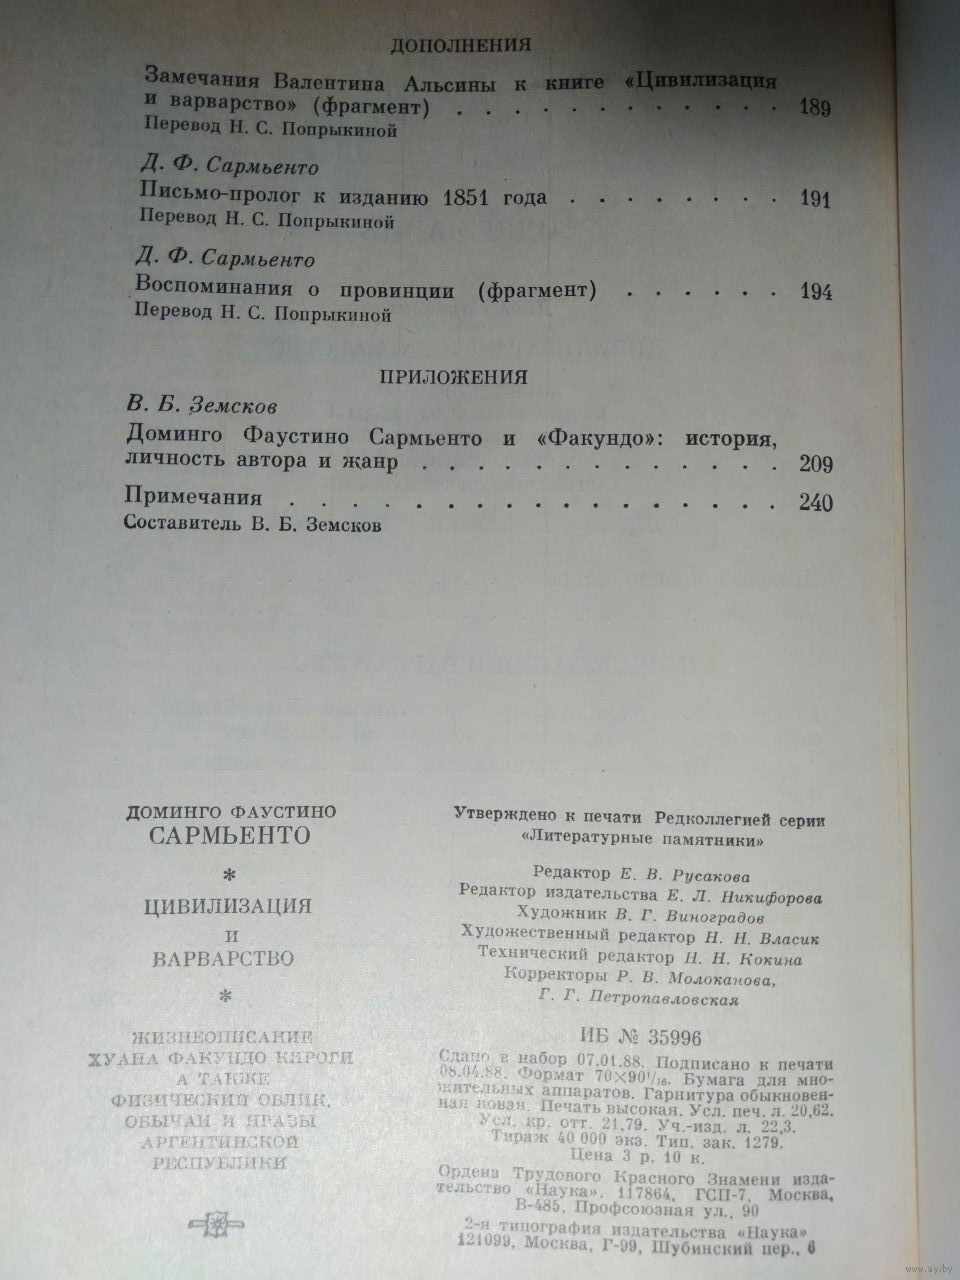 ДОПОЛНЕНИЯ
Замечания Валентина Альсины к книге «Цивилизация
и варварство» (фрагмент) . . . . . . . . . . . . 189
Перевод Н. С. Попрыкиной
Д. Ф. Сармьенто
Письмо-пролог к изданию 1851 года . . . . . . . 191
Перевод Н. С. Попрыкиной
Д. Ф. Сармьенто
Воспоминания о провинции (фрагмент) . . . . . . 194
Перевод Н. С. Попрыкиной
ПРИЛОЖЕНИЯ
В. Б. Земсков
Доминго Фаустино Сармьенто и «Факундо»: история,
личность автора и жанр . . . . . . . . . . . . . 209
Примечания . . . . . . . . . . . . . . . . . 240
Составитель В. Б. Земсков
ДОМИНГО ФАУСТИНО
САРМЬЕНТО
*
ЦИВИЛИЗАЦИЯ
И
ВАРВАРСТВО
*
ЖИЗНЕОПИСАНИЕ
ХУАНА ФАКУНДО КИРОГИ
А ТАКЖЕ
ФИЗИЧЕСКИЙ ОБЛИК,
ОБЫЧАИ И НРАВЫ
АРГЕНТИНСКОЙ
РЕСПУБЛИКИ
Утверждено к печати Редколлегией серии
«Литературные памятники»
Редактор Е. В. Русакова
Редактор издательства Е. Л. Никифорова
Художник В. Г. Виноградов
Художественный редактор Н. Н. Власик
Технический редактор Н. Н. Кокина
Корректоры Р. В. Молоканова,
Г. Г. Петропавловская
ИБ № 35996
Сдано в набор 07.01.88. Подписано к печати
08.04.88. Формат 70×90¹/₁₆. Бумага для мно-
жительных аппаратов. Гарнитура обыкновен-
ная новая. Печать высокая. Усл. печ. л. 20,62.
Усл. кр. отт. 21,79. Уч.-изд. л. 22,3.
Тираж 40 000 экз. Тип. зак. 1279.
Цена 3 р. 10 к.
Ордена Трудового Красного Знамени изда-
тельство «Наука». 117864, ГСП-7, Москва,
В-485, Профсоюзная ул., 90
2-я типография издательства «Наука»
121099, Москва, Г-99, Шубинский пер., 6
www.ay.by